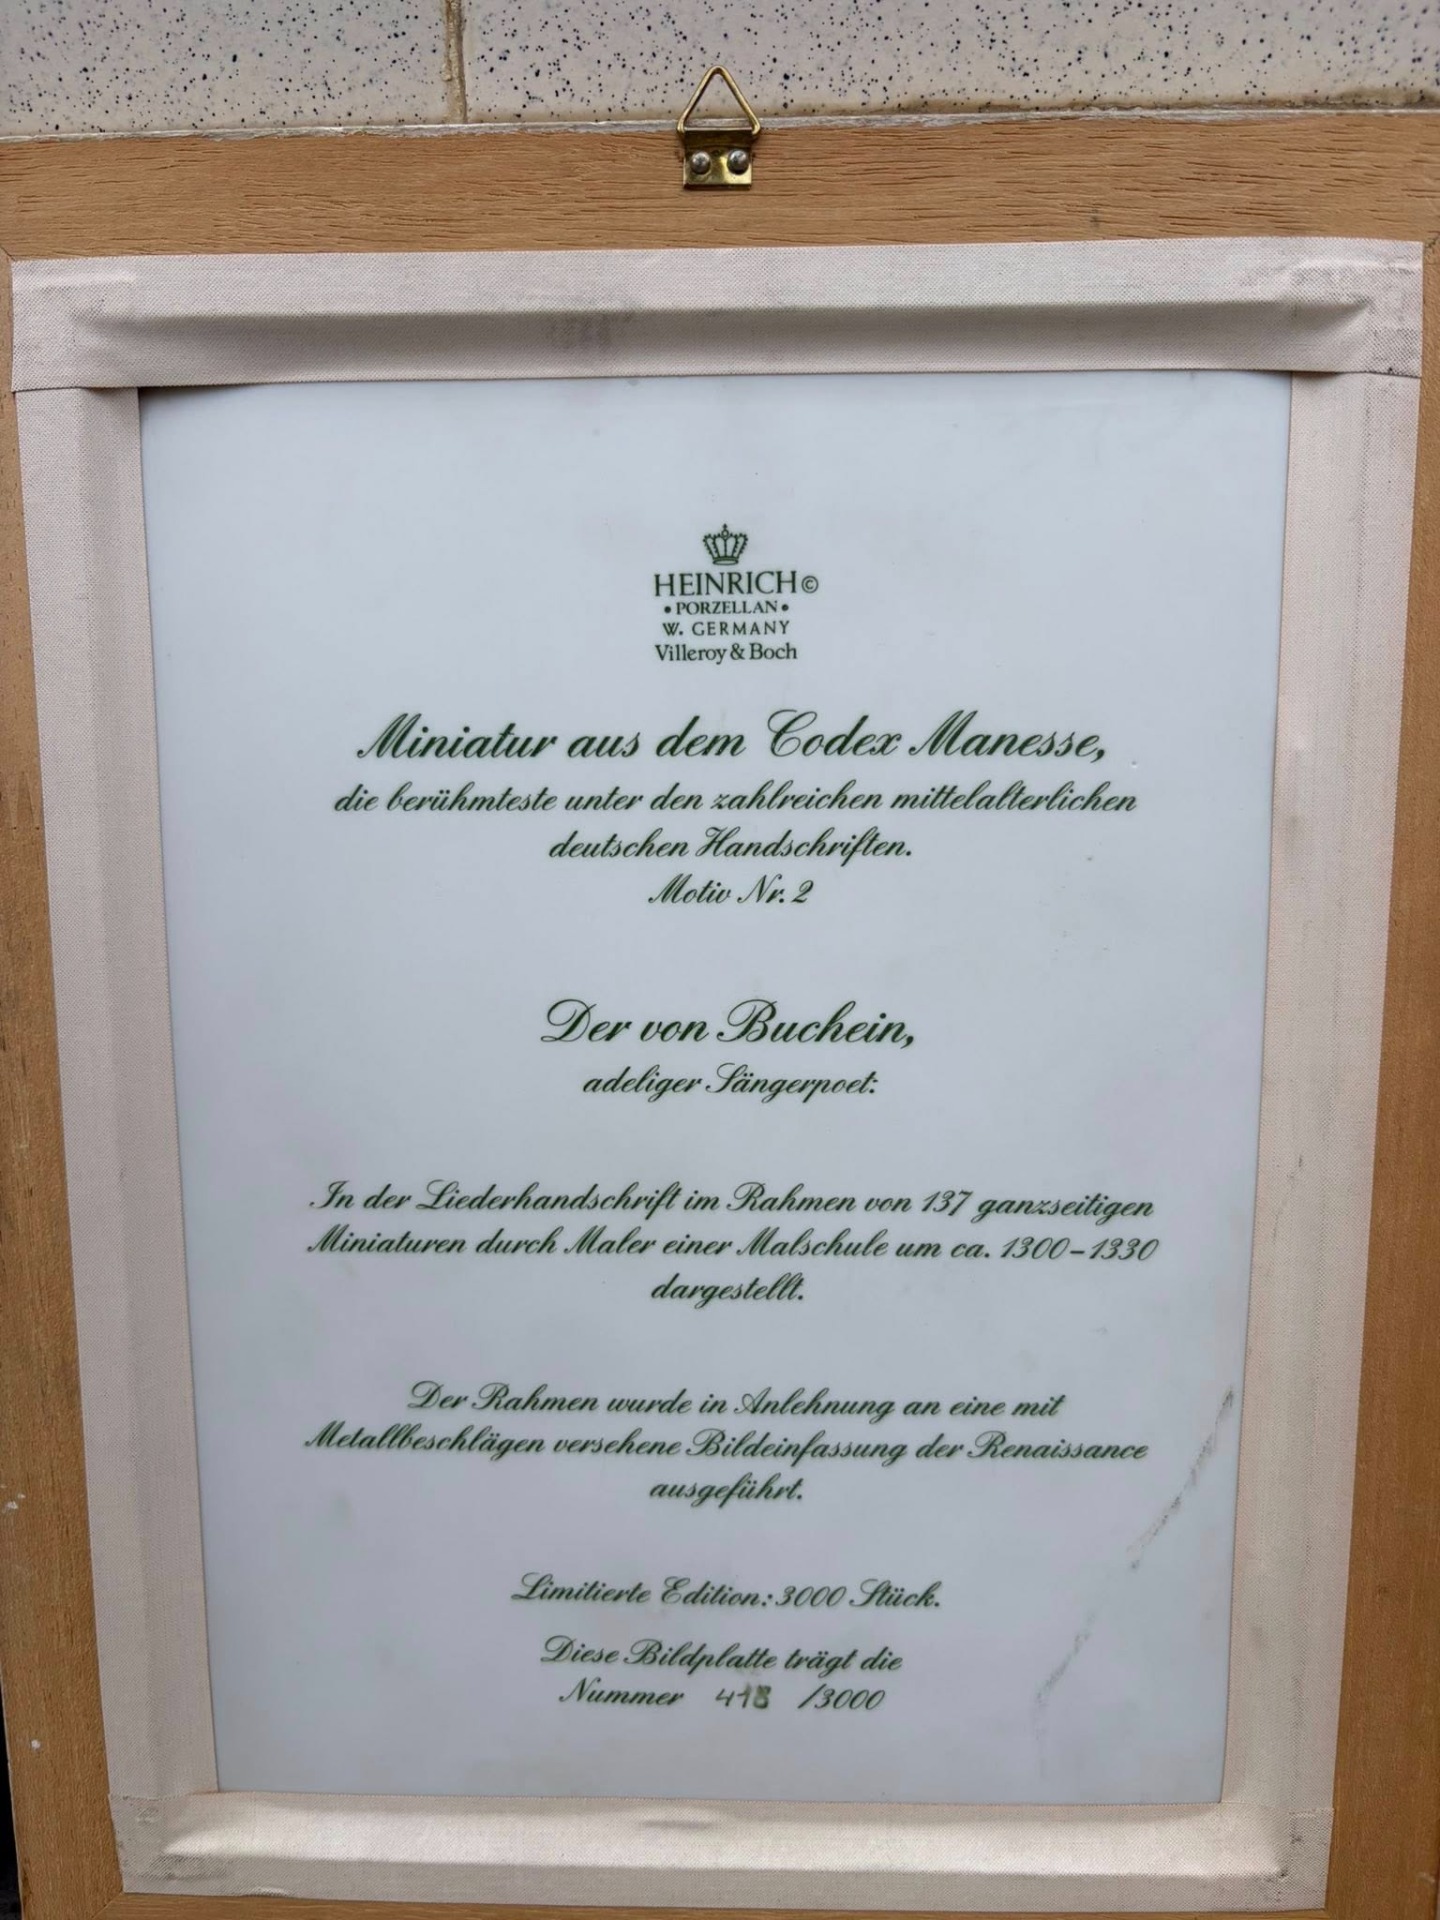 HEINRICH©
• PORZELLAN •
W. GERMANY
Villeroy & Boch
Miniatur aus dem Codex Manesse,
die berühmteste unter den zahlreichen mittelalterlichen
deutschen Handschriften.
Motiv Nr. 2
Der von Buchein,
adeliger Sängerpoet:
In der Liederhandschrift im Rahmen von 137 ganzseitigen
Miniaturen durch Maler einer Malschule um ca. 1300–1330
dargestellt.
Der Rahmen wurde in Anlehnung an eine mit
Metallbeschlägen versehene Bildeinfassung der Renaissance
ausgeführt.
Limitierte Edition: 3000 Stück.
Diese Bildplatte trägt die
Nummer /3000